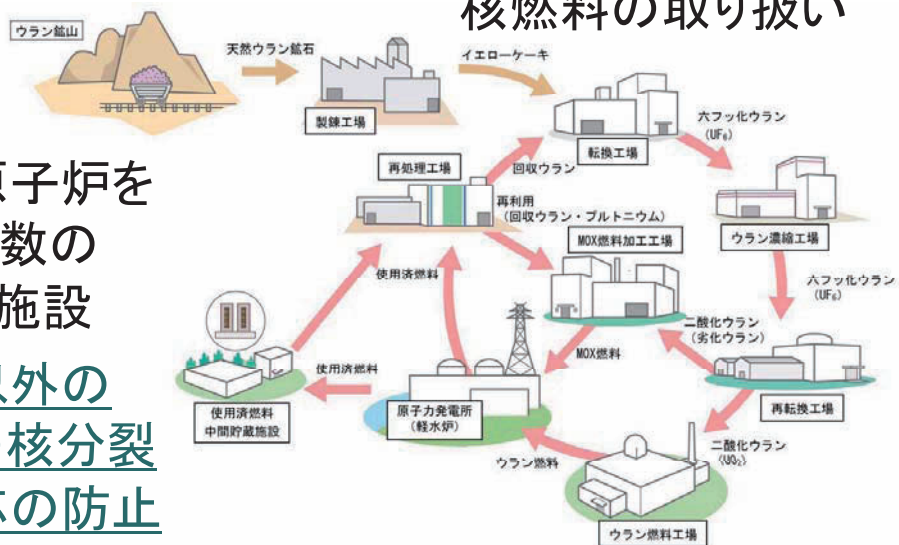 核燃料の取り扱い
ウラン鉱山
天然ウラン鉱石
製錬工場
イエローケーキ
転換工場
六フッ化ウラン
(UF₆)
ウラン濃縮工場
六フッ化ウラン
(UF₆)
再転換工場
二酸化ウラン
(劣化ウラン)
二酸化ウラン
(UO₂)
ウラン燃料工場
ウラン燃料
原子力発電所
(軽水炉)
MOX燃料
MOX燃料加工工場
再利用
(回収ウラン・プルトニウム)
回収ウラン
再処理工場
使用済燃料
使用済燃料
使用済燃料
中間貯蔵施設
原子炉を
数の
施設
以外の
核分裂
の防止